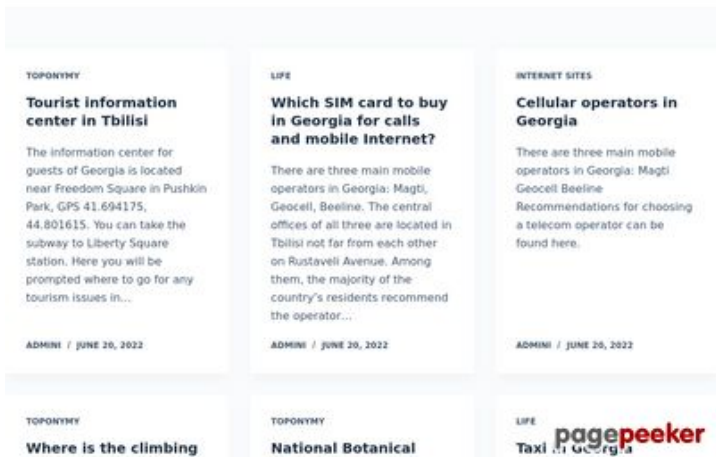 TOPONYMY
Tourist information
center in Tbilisi
The information center for
guests of Georgia is located
near Freedom Square in Pushkin
Park, GPS 41.694175,
44.801615. You can take the
subway to Liberty Square
station. Here you will be
prompted where to go for any
tourism issues in...
ADMINI / JUNE 20, 2022
LIFE
Which SIM card to buy
in Georgia for calls
and mobile Internet?
There are three main mobile
operators in Georgia: Magti,
Geocell, Beeline. The central
offices of all three are located in
Tbilisi not far from each other
on Rustaveli Avenue. Among
them, the majority of the
country's residents recommend
the operator...
ADMINI / JUNE 20, 2022
INTERNET SITES
Cellular operators in
Georgia
There are three main mobile
operators in Georgia: Magti
Geocell Beeline
Recommendations for choosing
a telecom operator can be
found here.
ADMINI / JUNE 20, 2022
TOPONYMY
Where is the climbing
TOPONYMY
National Botanical
LIFE
Taxi in Georgia
pagepeeker